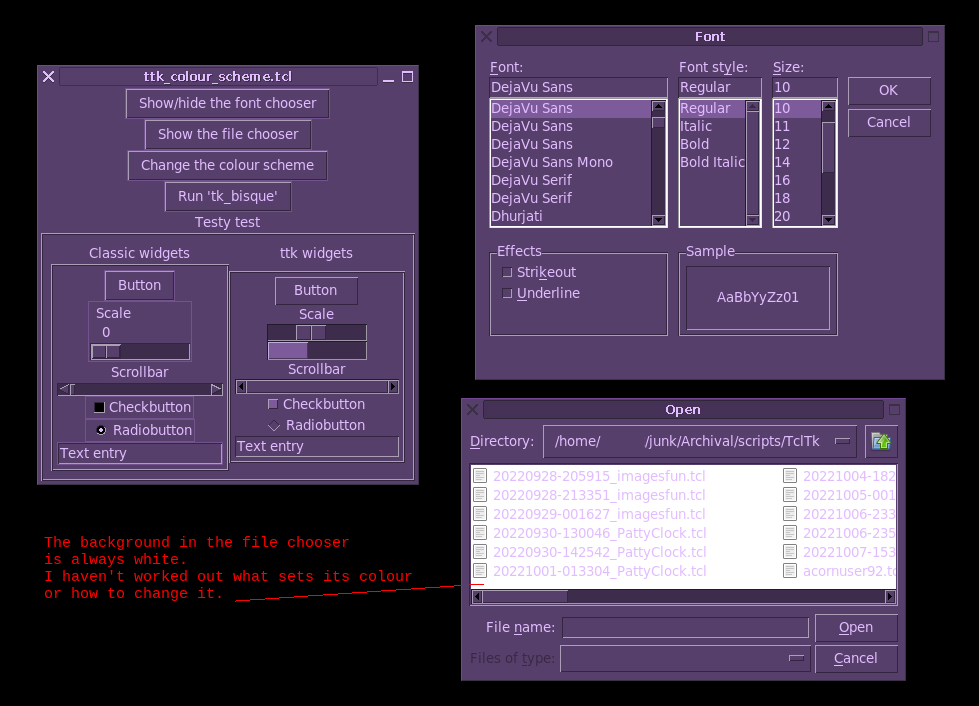 ttk_colour_scheme.tcl
Show/hide the font chooser
Show the file chooser
Change the colour scheme
Run 'tk_bisque'
Testy test
Classic widgets
Button
Scale
0
Scrollbar
Checkbutton
Radiobutton
Text entry
ttk widgets
Button
Scale
Scrollbar
Checkbutton
Radiobutton
Text entry
Font
Font:
DejaVu Sans
DejaVu Sans
DejaVu Sans
DejaVu Sans
DejaVu Sans Mono
DejaVu Serif
DejaVu Serif
Dhurjati
Font style:
Regular
Regular
Italic
Bold
Bold Italic
Size:
10
10
11
12
14
16
18
20
OK
Cancel
Effects
Strikeout
Underline
Sample
AaBbYyZz01
Open
Directory: /home/ /junk/Archival/scripts/TclTk
20220928-205915_imagesfun.tcl
20220928-213351_imagesfun.tcl
20220929-001627_imagesfun.tcl
20220930-130046_PattyClock.tcl
20220930-142542_PattyClock.tcl
20221001-013304_PattyClock.tcl
20221004-182
20221005-001
20221006-233
20221006-235
20221007-153
acornuser92.tc
File name:
Open
Files of type:
Cancel
The background in the file chooser
is always white.
I haven't worked out what sets its colour
or how to change it.